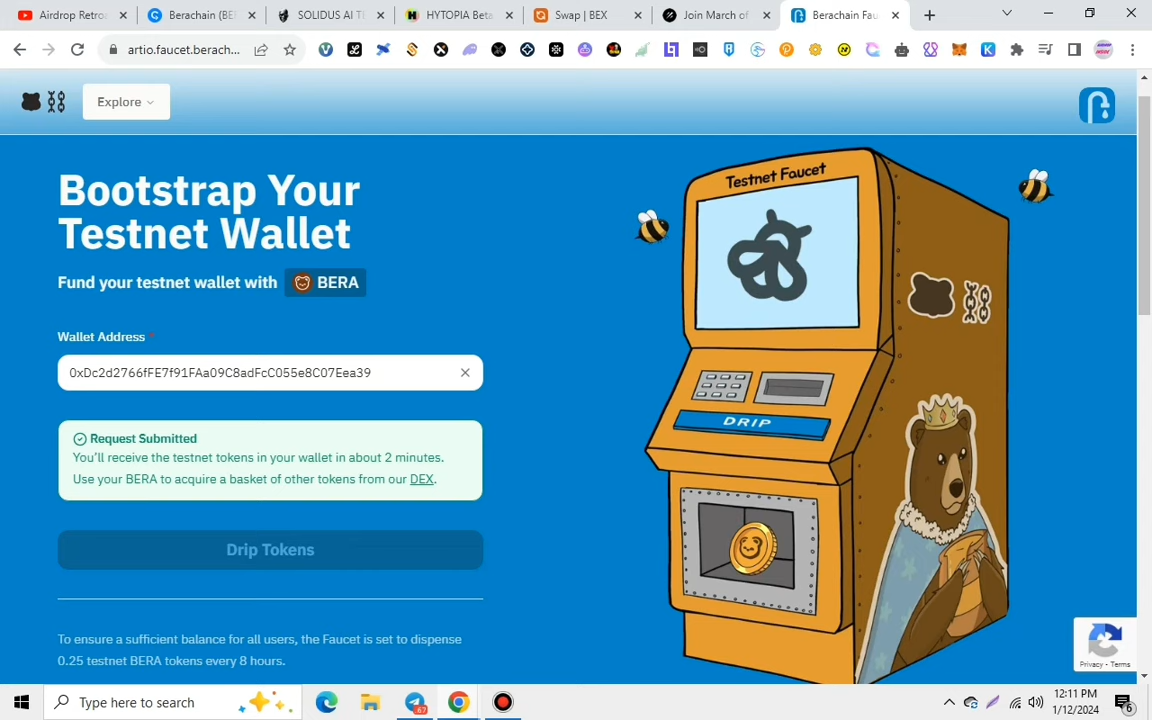 Airdrop Retroa
Berachain (BE
SOLIDUS AI T
HYTOPIA Beta
Swap | BEX
Join March of
Berachain Fau
artio.faucet.berach...
Explore
Bootstrap Your
Testnet Wallet
Fund your testnet wallet with BERA
Wallet Address *
0xDc2d2766fFE7f91FAa09C8adFcC055e8C07Eea39
Request Submitted
You'll receive the testnet tokens in your wallet in about 2 minutes.
Use your BERA to acquire a basket of other tokens from our DEX.
Drip Tokens
To ensure a sufficient balance for all users, the Faucet is set to dispense
0.25 testnet BERA tokens every 8 hours.
Testnet Faucet
DRIP
Privacy - Terms
Type here to search
67
12:11 PM
1/12/2024
6